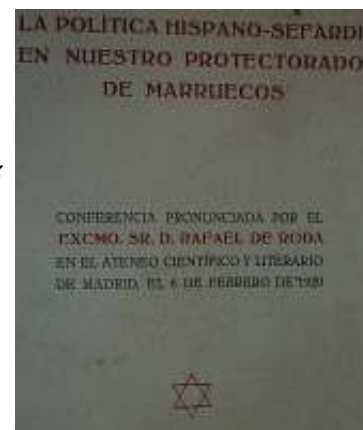 LA POLÍTICA HISPANO-SEFARDI
EN NUESTRO PROTECTORADO
DE MARRUECOS
CONFERENCIA PRONUNCIADA POR EL
EXCMO. SR. D. RAFAEL DE RODA
EN EL ATENEO CIENTÍFICO Y LITERARIO
DE MADRID, EL 6 DE FEBRERO DE 1920